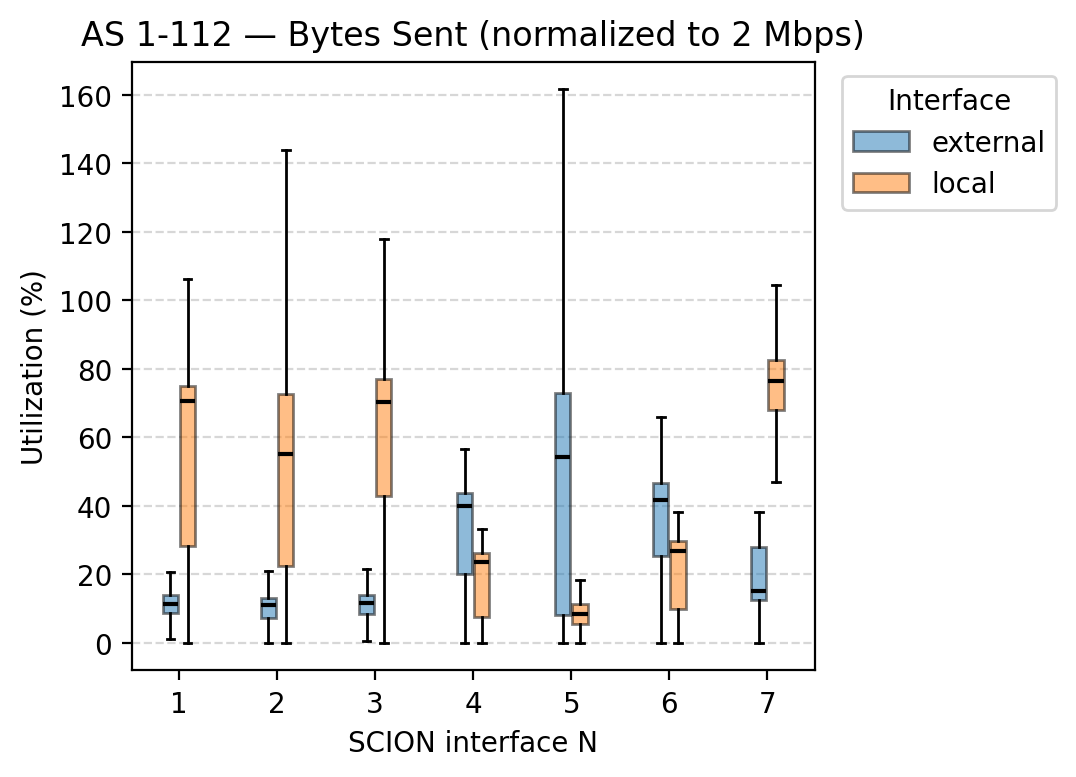 AS 1-112 — Bytes Sent (normalized to 2 Mbps)
Interface
external
local
Utilization (%)
160
140
120
100
80
60
40
20
0
1 2 3 4 5 6 7
SCION interface N